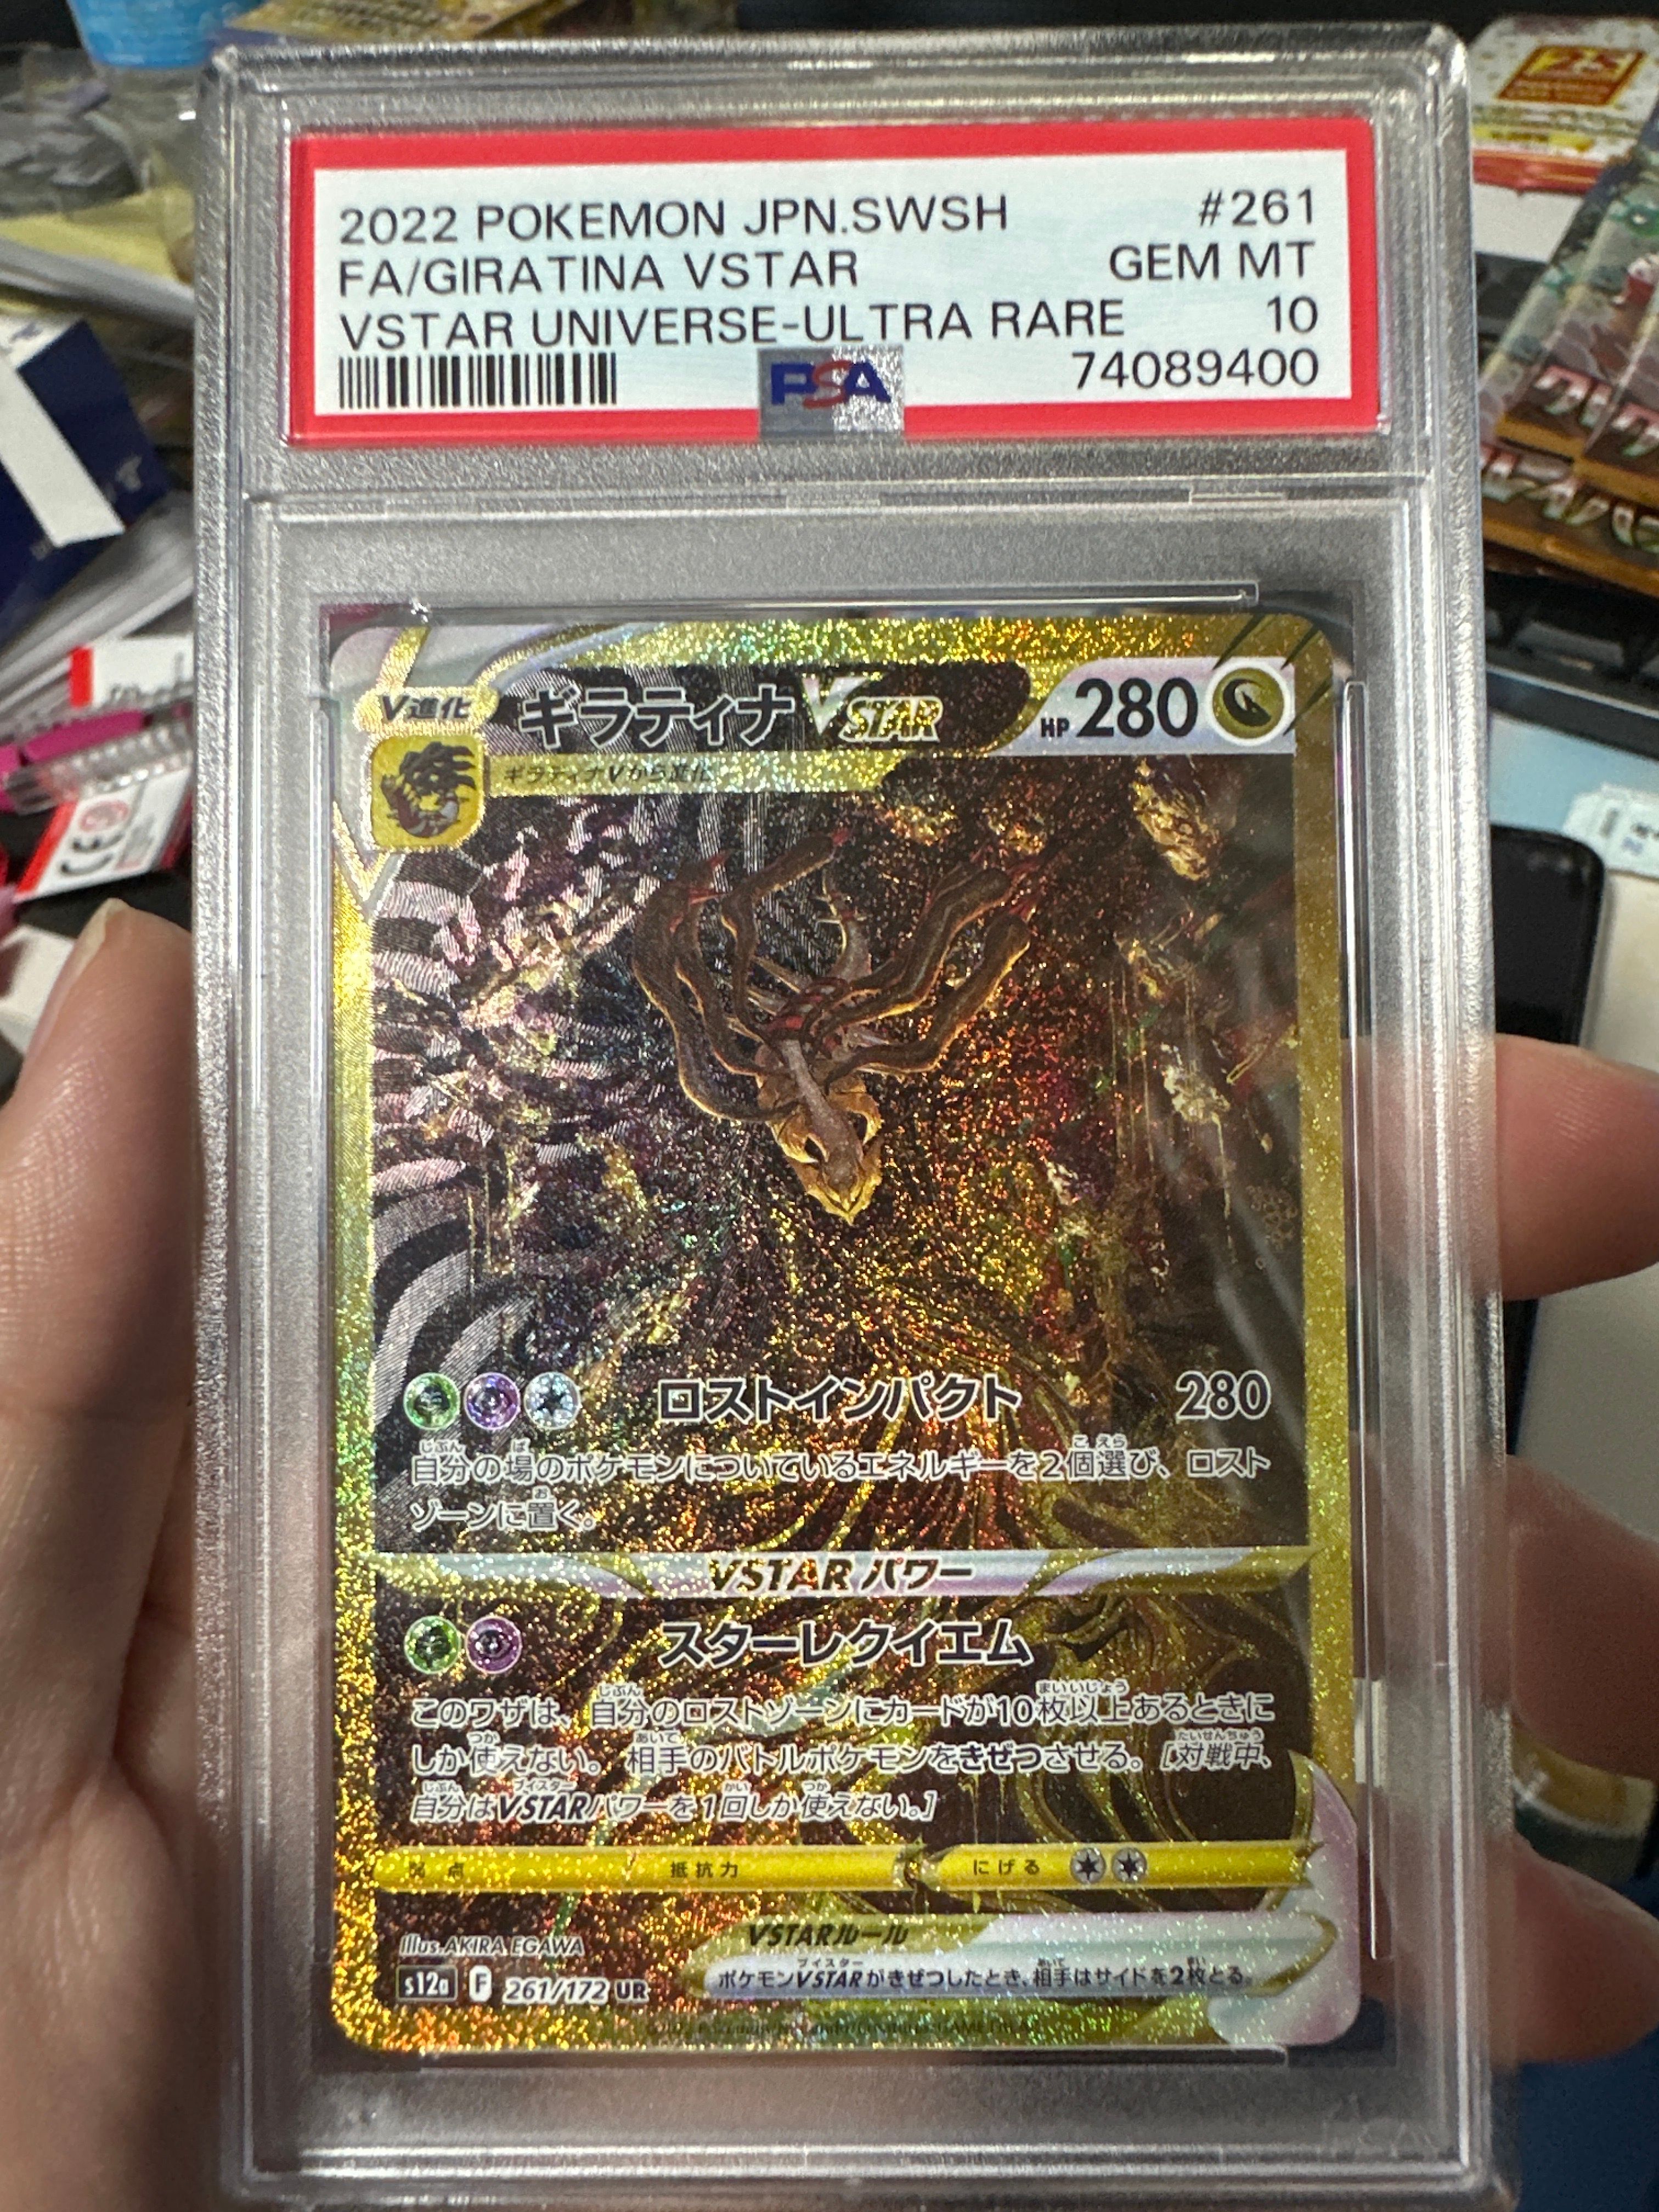 2022 POKEMON JPN.SWSH #261
FA/GIRATINA VSTAR GEM MT
VSTAR UNIVERSE-ULTRA RARE 10
PSA 74089400
V進化 ギラティナVSTAR HP 280
ギラティナVから進化
ロストインパクト 280
自分の場のポケモンについているエネルギーを2個選び、ロスト
ゾーンに置く。
VSTARパワー
スターレクイエム
このワザは、自分のロストゾーンにカードが10枚以上あるときに
しか使えない。相手のバトルポケモンをきぜつさせる。[対戦中、
自分はVSTARパワーを1回しか使えない。]
弱点 抵抗力 にげる
VSTARルール
Illus. AKIRA EGAWA
ポケモンVSTARがきぜつしたとき、相手はサイドを2枚とる。
s12a F 261/172 UR
CE